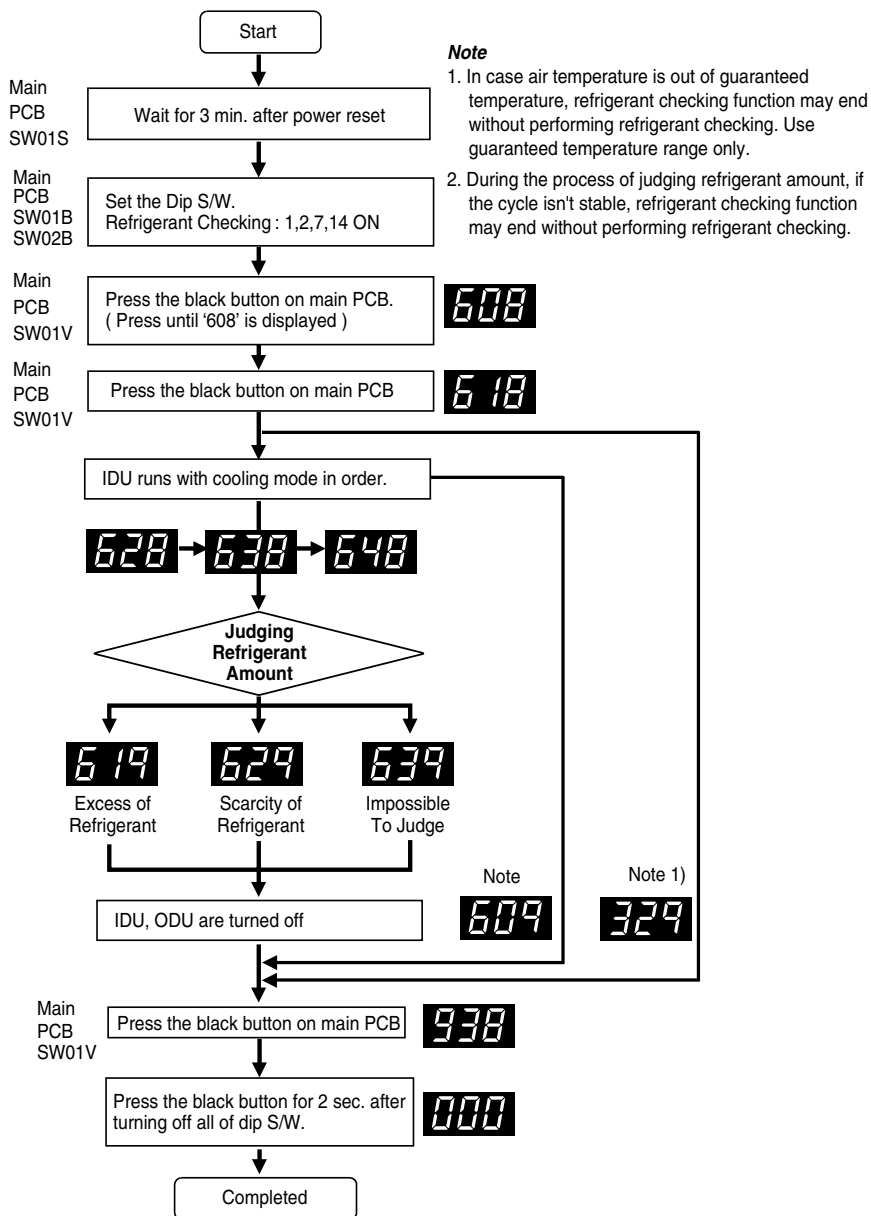 Start
Note
1. In case air temperature is out of guaranteed
temperature, refrigerant checking function may end
without performing refrigerant checking. Use
guaranteed temperature range only.
2. During the process of judging refrigerant amount, if
the cycle isn't stable, refrigerant checking function
may end without performing refrigerant checking.
Main
PCB
SW01S
Wait for 3 min. after power reset
Main
PCB
SW01B
SW02B
Set the Dip S/W.
Refrigerant Checking : 1,2,7,14 ON
Main
PCB
SW01V
Press the black button on main PCB.
( Press until ‘608’ is displayed )
608
Main
PCB
SW01V
Press the black button on main PCB
618
IDU runs with cooling mode in order.
628 638 648
Judging
Refrigerant
Amount
619
Excess of
Refrigerant
629
Scarcity of
Refrigerant
639
Impossible
To Judge
Note
609
Note 1)
329
IDU, ODU are turned off
Main
PCB
SW01V
Press the black button on main PCB
938
Press the black button for 2 sec. after
turning off all of dip S/W.
000
Completed